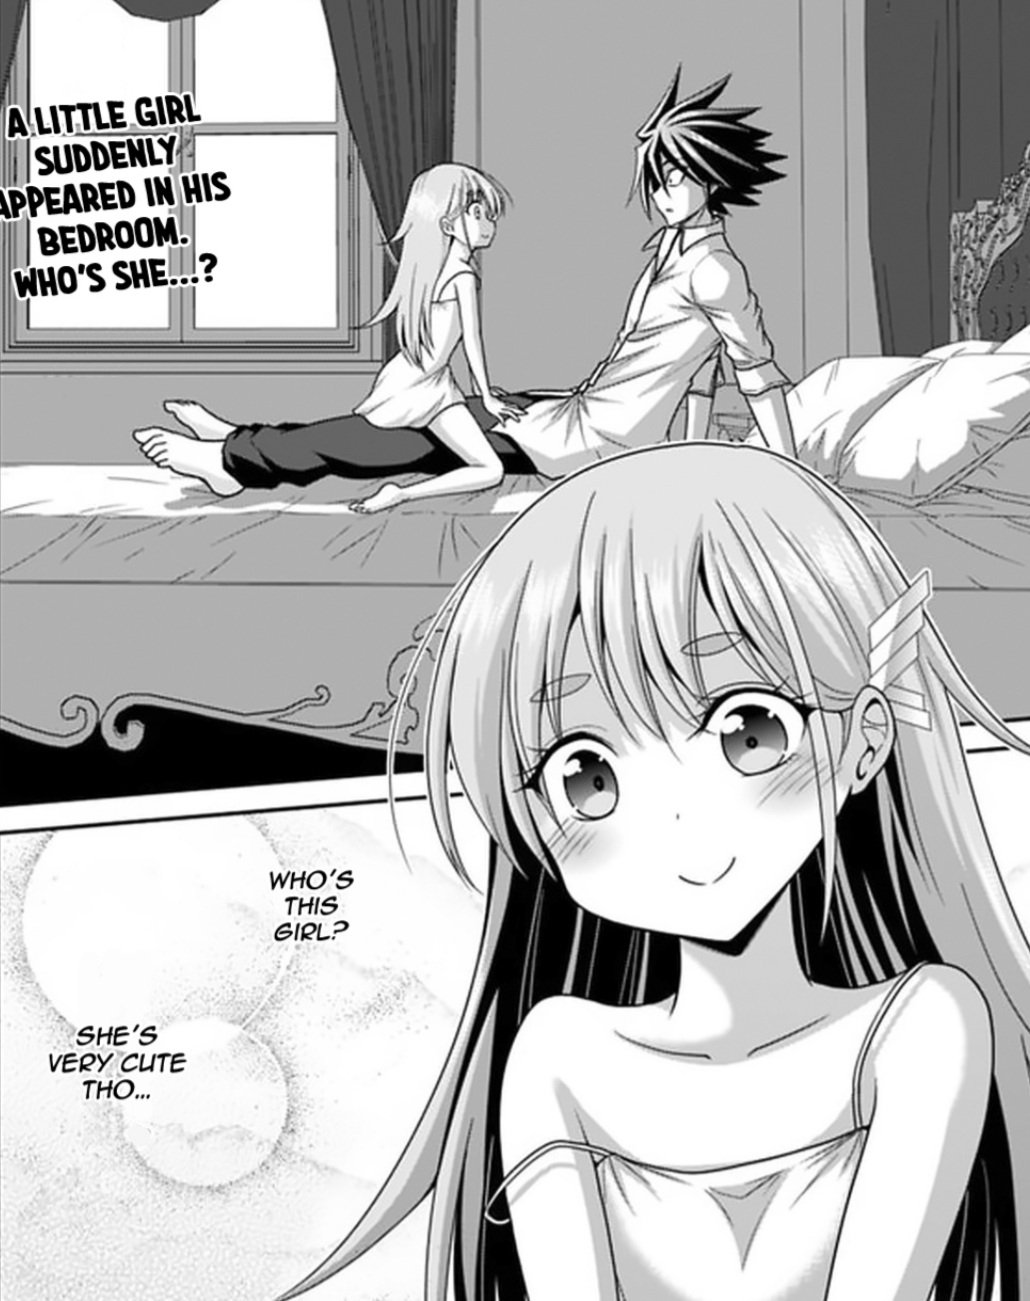 A LITTLE GIRL
SUDDENLY
APPEARED IN HIS
BEDROOM.
WHO'S SHE...?
WHO'S
THIS
GIRL?
SHE'S
VERY CUTE
THO...